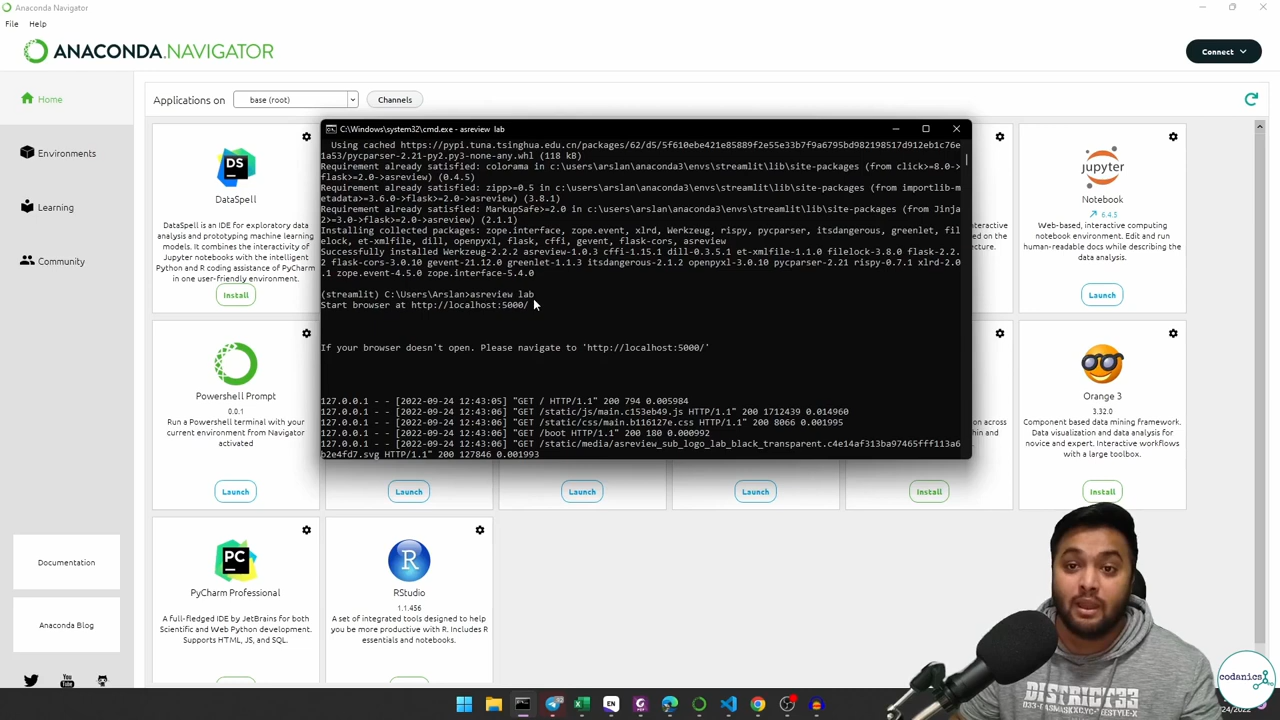 Anaconda Navigator
File Help
ANACONDA.NAVIGATOR
Connect
Home
Environments
Learning
Community
Documentation
Anaconda Blog
Applications on base (root) Channels
DS
DataSpell
DataSpell is an IDE for exploratory data
analysis and prototyping machine learning
models. It combines the interactivity of
Jupyter notebooks with the intelligent
Python and R coding assistance of PyCharm
in one user-friendly environment.
Install
C:\Windows\system32\cmd.exe - asreview lab
Using cached https://pypi.tuna.tsinghua.edu.cn/packages/62/d5/5f610ebe421e85889f2e55e33b7f9a6795bd982198517d912eb1c76e
1a53/pycparser-2.21-py2.py3-none-any.whl (118 kB)
Requirement already satisfied: colorama in c:\users\arslan\anaconda3\envs\streamlit\lib\site-packages (from click>=8.0->
flask>=2.0->asreview) (0.4.5)
Requirement already satisfied: zipp>=0.5 in c:\users\arslan\anaconda3\envs\streamlit\lib\site-packages (from importlib-m
etadata>=3.6.0->flask>=2.0->asreview) (3.8.1)
Requirement already satisfied: MarkupSafe>=2.0 in c:\users\arslan\anaconda3\envs\streamlit\lib\site-packages (from Jinja
2>=3.0->flask>=2.0->asreview) (2.1.1)
Installing collected packages: zope.interface, zope.event, xlrd, Werkzeug, rispy, pycparser, itsdangerous, greenlet, fil
elock, et-xmlfile, dill, openpyxl, flask, cffi, gevent, flask-cors, asreview
Successfully installed Werkzeug-2.2.2 asreview-1.0.3 cffi-1.15.1 dill-0.3.5.1 et-xmlfile-1.1.0 filelock-3.8.0 flask-2.2.
2 flask-cors-3.0.10 gevent-21.12.0 greenlet-1.1.3 itsdangerous-2.1.2 openpyxl-3.0.10 pycparser-2.21 rispy-0.7.1 xlrd-2.0
.1 zope.event-4.5.0 zope.interface-5.4.0
(streamlit) C:\Users\Arslan>asreview lab
Start browser at http://localhost:5000/
If your browser doesn't open. Please navigate to 'http://localhost:5000/'
127.0.0.1 - - [2022-09-24 12:43:05] "GET / HTTP/1.1" 200 794 0.005984
127.0.0.1 - - [2022-09-24 12:43:06] "GET /static/js/main.c153eb49.js HTTP/1.1" 200 1712439 0.014960
127.0.0.1 - - [2022-09-24 12:43:06] "GET /static/css/main.b116127e.css HTTP/1.1" 200 8066 0.001995
127.0.0.1 - - [2022-09-24 12:43:06] "GET /boot HTTP/1.1" 200 180 0.000992
127.0.0.1 - - [2022-09-24 12:43:06] "GET /static/media/asreview_sub_logo_lab_black_transparent.c4e14af313ba97465fff113a6
b2e4fd7.svg HTTP/1.1" 200 127846 0.001993
Notebook
6.4.5
Web-based, interactive computing
notebook environment. Edit and run
human-readable docs while describing the
data analysis.
Launch
Powershell Prompt
0.0.1
Run a Powershell terminal with your
current environment from Navigator
activated
Launch
Launch
Launch
Launch
Install
Orange 3
3.32.0
Component based data mining framework.
Data visualization and data analysis for
novice and expert. Interactive workflows
with a large toolbox.
Install
PC
PyCharm Professional
A full-fledged IDE by JetBrains for both
Scientific and Web Python development.
Supports HTML, JS, and SQL.
R
RStudio
1.1.456
A set of integrated tools designed to help
you be more productive with R. Includes R
essentials and notebooks.
DISTRICT33
codanics
24/2022